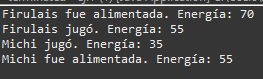 Firulais fue alimentada. Energía: 70
Firulais jugó. Energía: 55
Michi jugó. Energía: 35
Michi fue alimentada. Energía: 55